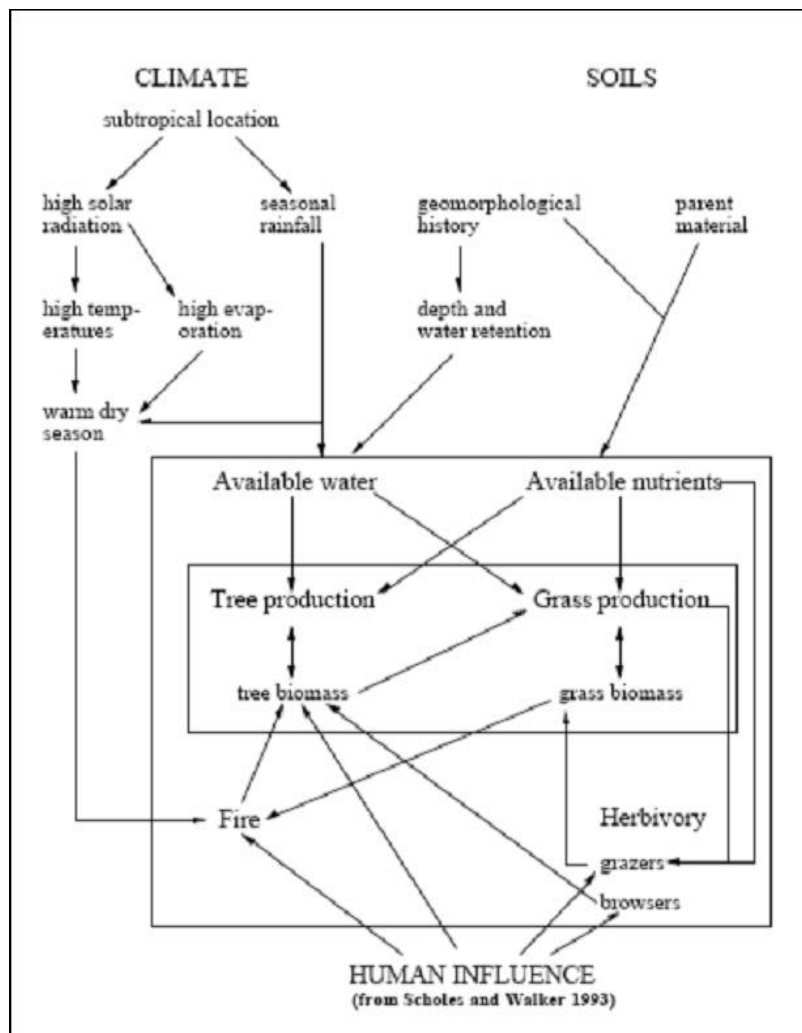 CLIMATE
SOILS
subtropical location
high solar
radiation
seasonal
rainfall
geomorphological
history
parent
material
high temp-
eratures
high evap-
oration
depth and
water retention
warm dry
season
Available water
Available nutrients
Tree production
Grass production
tree biomass
grass biomass
Fire
Herbivory
grazers
browsers
HUMAN INFLUENCE
(from Scholes and Walker 1993)